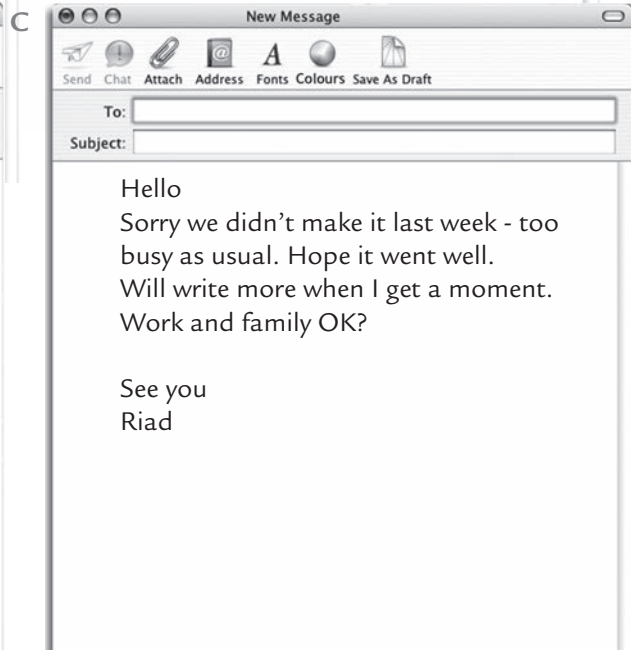 C
New Message
Send Chat Attach Address Fonts Colours Save As Draft
To:
Subject:
Hello
Sorry we didn't make it last week - too
busy as usual. Hope it went well.
Will write more when I get a moment.
Work and family OK?
See you
Riad